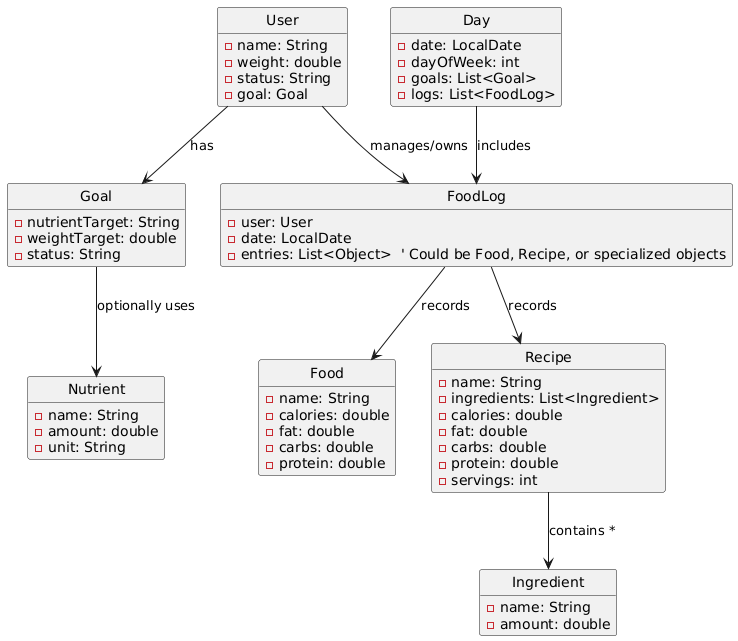 User
name: String
weight: double
status: String
goal: Goal
Day
date: LocalDate
dayOfWeek: int
goals: List<Goal>
logs: List<FoodLog>
has
manages/owns
includes
Goal
nutrientTarget: String
weightTarget: double
status: String
FoodLog
user: User
date: LocalDate
entries: List<Object>  ' Could be Food, Recipe, or specialized objects
optionally uses
records
records
Nutrient
name: String
amount: double
unit: String
Food
name: String
calories: double
fat: double
carbs: double
protein: double
Recipe
name: String
ingredients: List<Ingredient>
calories: double
fat: double
carbs: double
protein: double
servings: int
contains *
Ingredient
name: String
amount: double